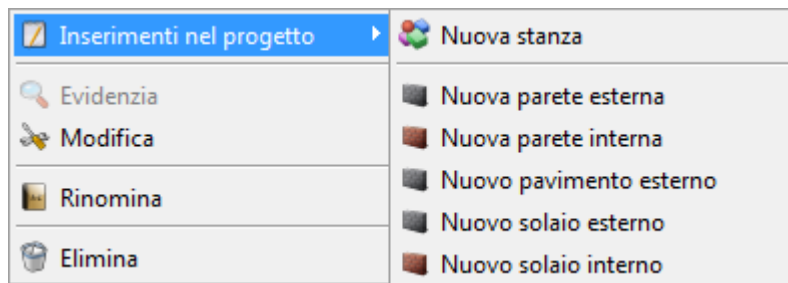 Inserimenti nel progetto
Evidenzia
Modifica
Rinomina
Elimina
Nuova stanza
Nuova parete esterna
Nuova parete interna
Nuovo pavimento esterno
Nuovo solaio esterno
Nuovo solaio interno